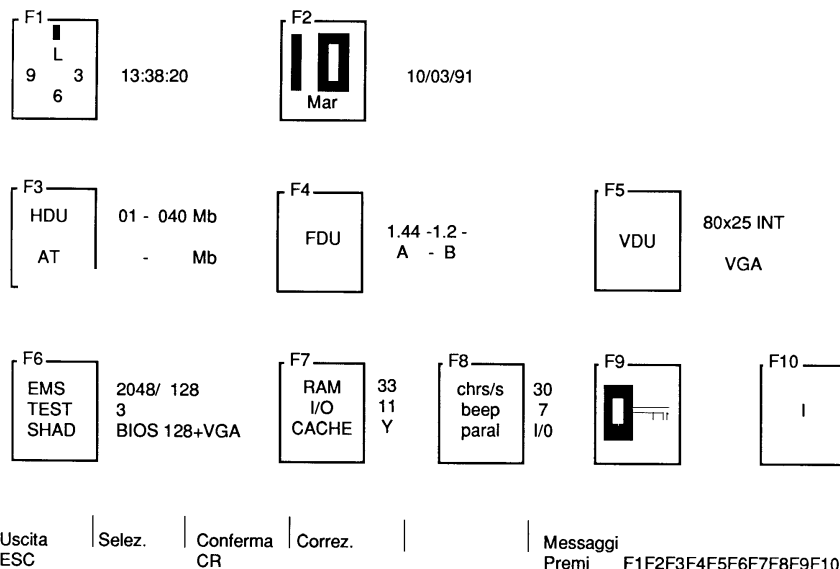 F1
L
9 3
6
13:38:20
F2
10
Mar
10/03/91
F3
HDU 01 - 040 Mb
AT - Mb
F4
FDU
1.44 -1.2 -
A - B
F5
VDU
80x25 INT
VGA
F6
EMS 2048/ 128
TEST 3
SHAD BIOS 128+VGA
F7
RAM 33
I/O 11
CACHE Y
F8
chrs/s 30
beep 7
paral I/0
F9
F10
I
Uscita Selez. Conferma Correz. Messaggi
ESC CR Premi F1F2F3F4F5F6F7F8F9F10